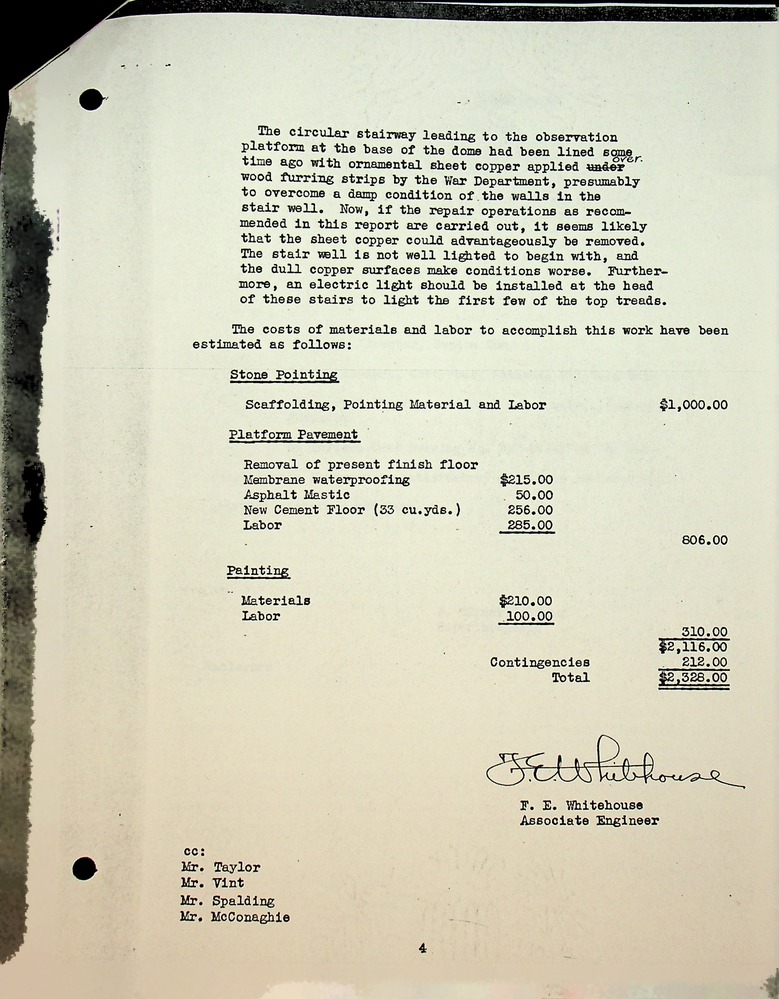 The circular stairway leading to the observation
platform at the base of the dome had been lined some
time ago with ornamental sheet copper applied under over
wood furring strips by the War Department, presumably
to overcome a damp condition of the walls in the
stair well. Now, if the repair operations as recom-
mended in this report are carried out, it seems likely
that the sheet copper could advantageously be removed.
The stair well is not well lighted to begin with, and
the dull copper surfaces make conditions worse. Further-
more, an electric light should be installed at the head
of these stairs to light the first few of the top treads.
The costs of materials and labor to accomplish this work have been
estimated as follows:
Stone Pointing
Scaffolding, Pointing Material and Labor $1,000.00
Platform Pavement
Removal of present finish floor
Membrane waterproofing $215.00
Asphalt Mastic 50.00
New Cement Floor (33 cu.yds.) 256.00
Labor 285.00
806.00
Painting
Materials $210.00
Labor 100.00
310.00
$2,116.00
Contingencies 212.00
Total $2,328.00
F.E.Whitehouse
F. E. Whitehouse
Associate Engineer
cc:
Mr. Taylor
Mr. Vint
Mr. Spalding
Mr. McConaghie
4